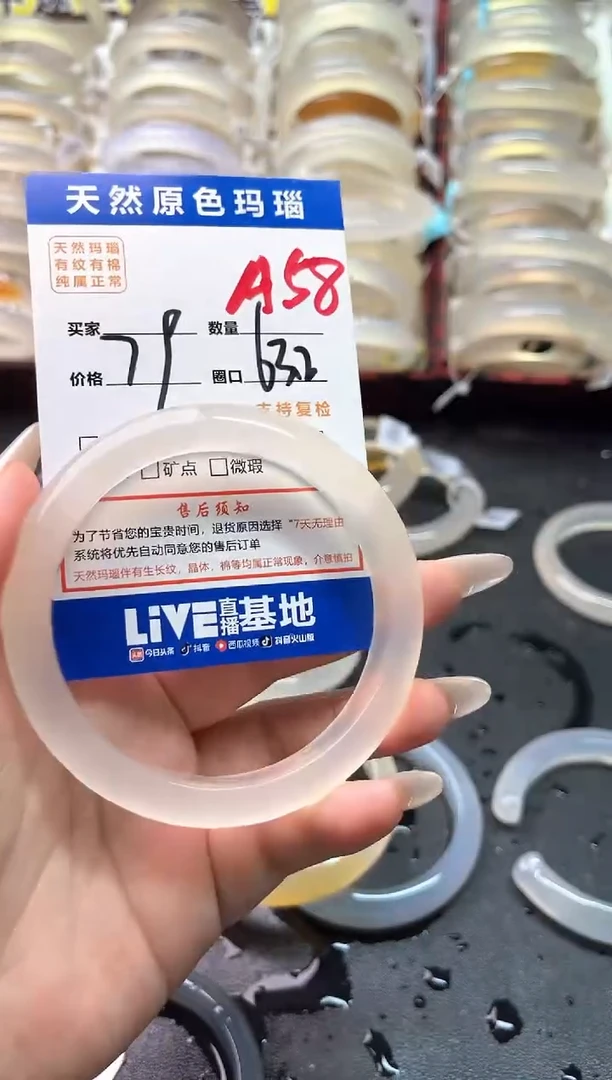 天然原色玛瑙
天然玛瑙
有纹有棉
纯属正常
A58
买家 数量
价格 79 圈口 63.2
支持复检
矿点 微瑕
售后须知
为了节省您的宝贵时间，退货原因选择“7天无理由
系统将优先自动同意您的售后订单
天然玛瑙伴有生长纹，晶体，棉等均属正常现象，介意慎拍
LiVE直播基地
今日头条 抖音 西瓜视频 抖音火山版